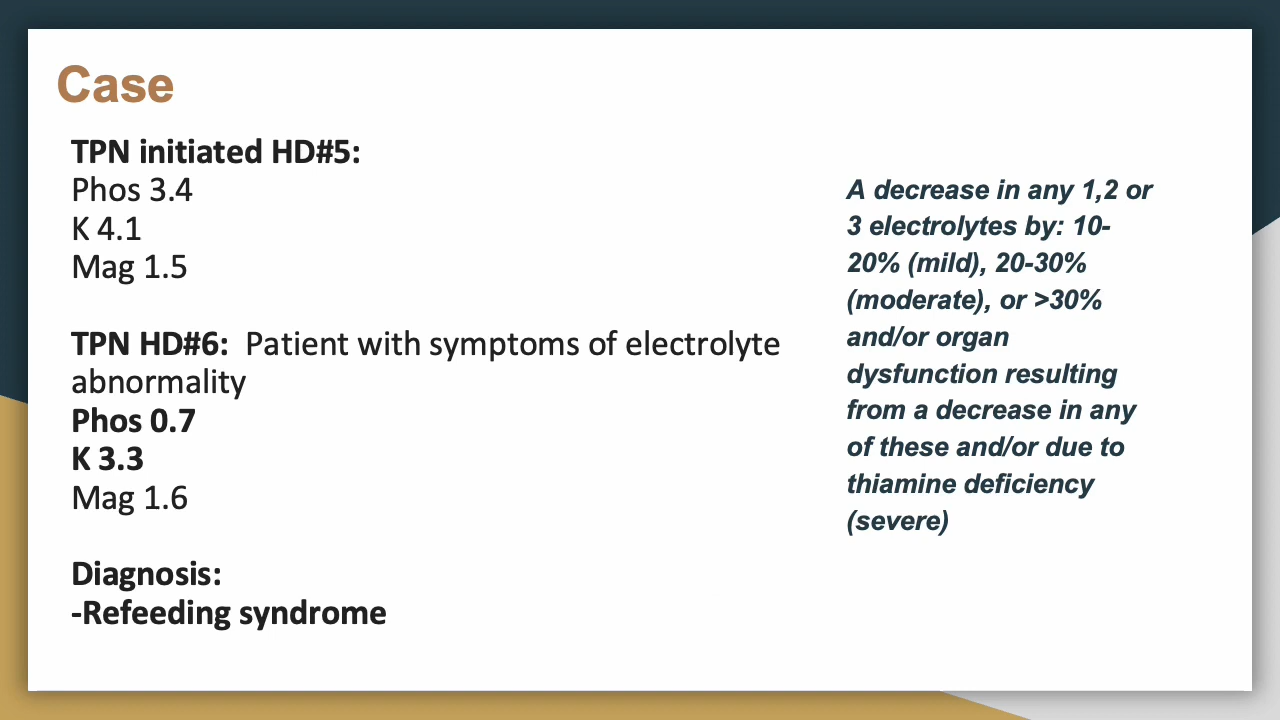 Case
TPN initiated HD#5:
Phos 3.4
K 4.1
Mag 1.5
TPN HD#6:  Patient with symptoms of electrolyte
abnormality
Phos 0.7
K 3.3
Mag 1.6
Diagnosis:
-Refeeding syndrome
A decrease in any 1,2 or
3 electrolytes by: 10-
20% (mild), 20-30%
(moderate), or >30%
and/or organ
dysfunction resulting
from a decrease in any
of these and/or due to
thiamine deficiency
(severe)